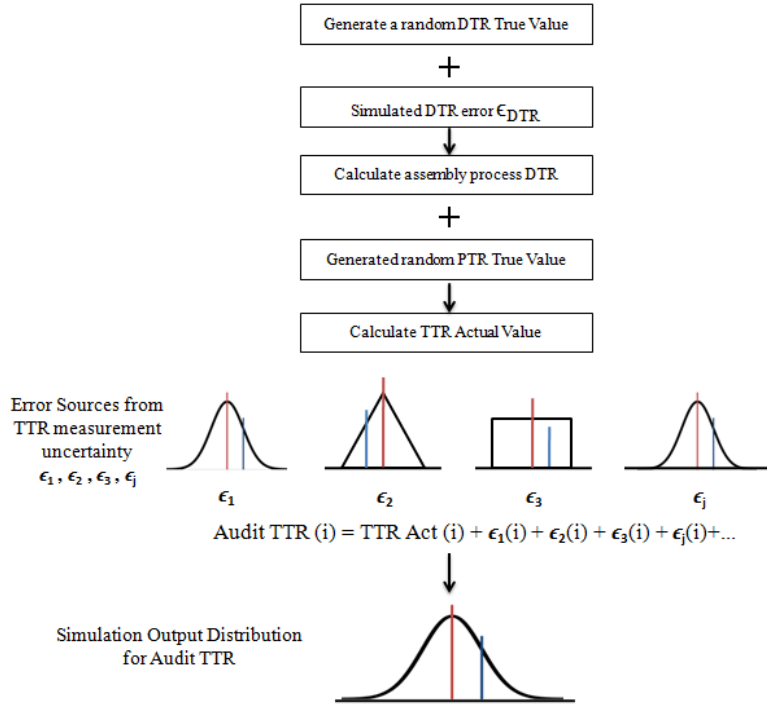 Generate a random DTR True Value
+
Simulated DTR error ϵDTR
Calculate assembly process DTR
+
Generated random PTR True Value
Calculate TTR Actual Value
Error Sources from
TTR measurement
uncertainty
ϵ1 , ϵ2 , ϵ3 , ϵj
ϵ1 ϵ2 ϵ3 ϵj
Audit TTR (i) = TTR Act (i) + ϵ1(i) + ϵ2(i) + ϵ3(i) + ϵj(i)+...
Simulation Output Distribution
for Audit TTR